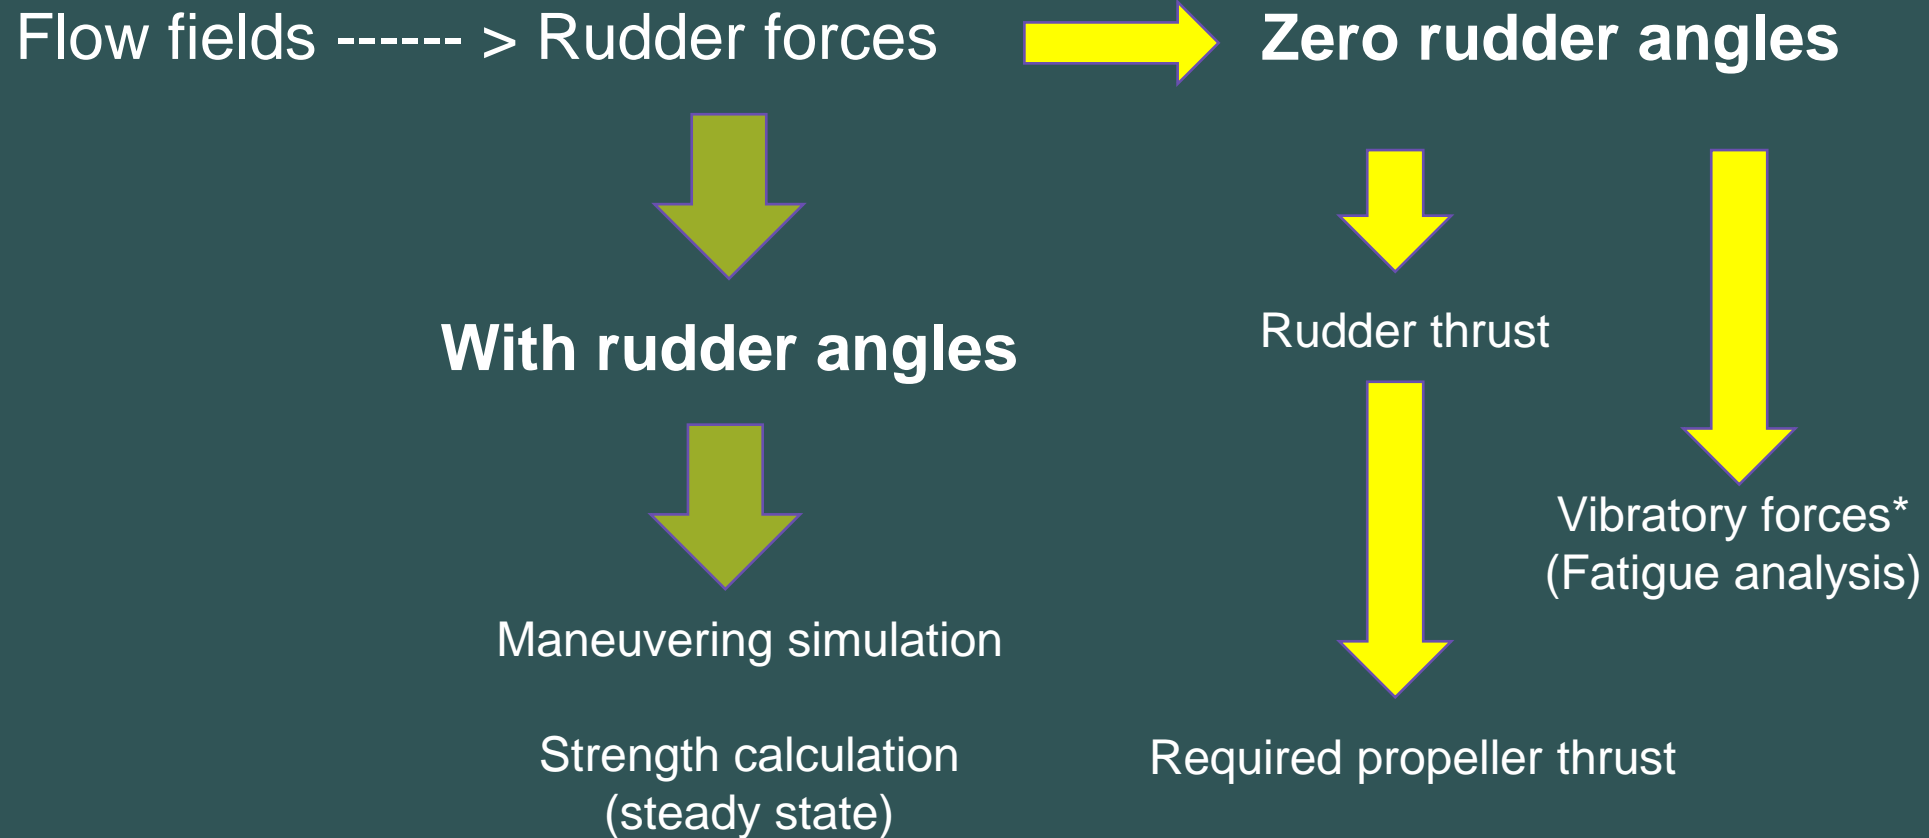 Flow fields ------ > Rudder forces
Zero rudder angles
With rudder angles
Maneuvering simulation
Strength calculation
(steady state)
Rudder thrust
Required propeller thrust
Vibratory forces*
(Fatigue analysis)